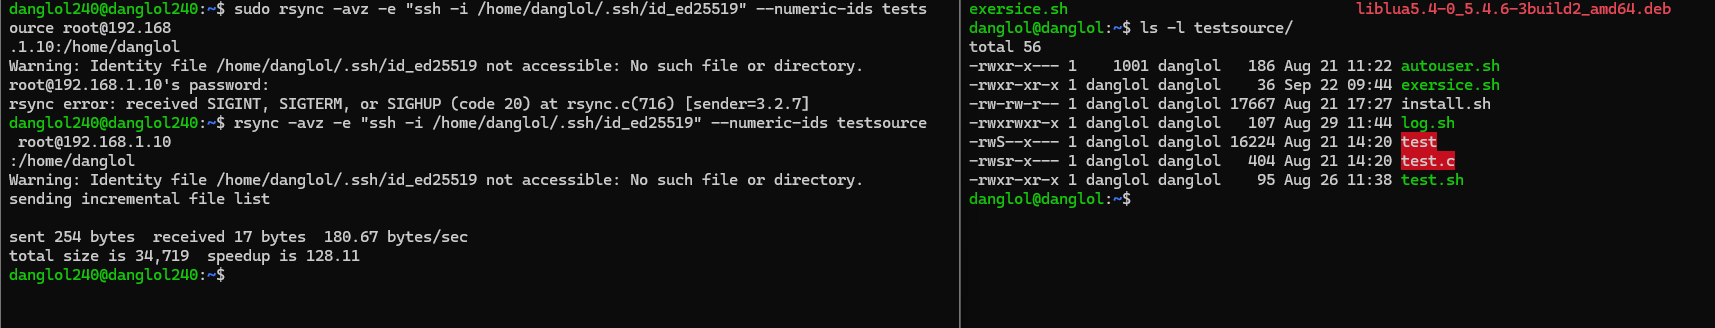 danglol240@danglol240:~$ sudo rsync -avz -e "ssh -i /home/danglol/.ssh/id_ed25519" --numeric-ids tests
ource root@192.168
.1.10:/home/danglol
Warning: Identity file /home/danglol/.ssh/id_ed25519 not accessible: No such file or directory.
root@192.168.1.10's password:
rsync error: received SIGINT, SIGTERM, or SIGHUP (code 20) at rsync.c(716) [sender=3.2.7]
danglol240@danglol240:~$ rsync -avz -e "ssh -i /home/danglol/.ssh/id_ed25519" --numeric-ids testsource
 root@192.168.1.10
:/home/danglol
Warning: Identity file /home/danglol/.ssh/id_ed25519 not accessible: No such file or directory.
sending incremental file list

sent 254 bytes  received 17 bytes  180.67 bytes/sec
total size is 34,719  speedup is 128.11
danglol240@danglol240:~$
exersice.sh                                liblua5.4-0_5.4.6-3build2_amd64.deb
danglol@danglol:~$ ls -l testsource/
total 56
-rwxr-x--- 1    1001 danglol   186 Aug 21 11:22 autouser.sh
-rwxr-xr-x 1 danglol danglol    36 Sep 22 09:44 exersice.sh
-rw-rw-r-- 1 danglol danglol 17667 Aug 21 17:27 install.sh
-rwxrwxr-x 1 danglol danglol   107 Aug 29 11:44 log.sh
-rwS--x--- 1 danglol danglol 16224 Aug 21 14:20 test
-rwsr-x--- 1 danglol danglol   404 Aug 21 14:20 test.c
-rwxr-xr-x 1 danglol danglol    95 Aug 26 11:38 test.sh
danglol@danglol:~$